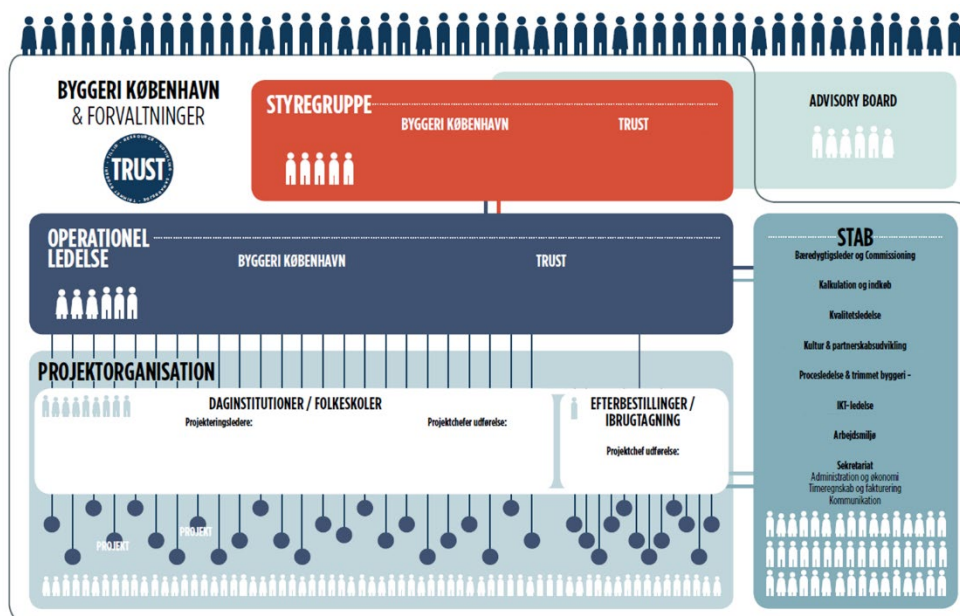 BYGGERI KØBENHAVN
& FORVALTNINGER
TRUST
STYREGRUPPE
BYGGERI KØBENHAVN
TRUST
ADVISORY BOARD
OPERATIONEL
LEDELSE
BYGGERI KØBENHAVN
TRUST
STAB
Bæredygtigsleder og Commissioning
Kalkulation og indkøb
Kvalitetsledelse
Kultur & partnerskabsudvikling
Procesledelse & trimmet byggeri –
IKT-ledelse
Arbejdsmiljø
Sekretariat
Administration og økonomi
Timeregnskab og fakturering
Kommunikation
PROJEKTORGANISATION
DAGINSTITUTIONER / FOLKESKOLER
Projekteringsledere:
Projektchefer udførelse:
EFTERBESTILLINGER /
IBRUGTAGNING
Projektchef udførelse:
PROJEKT
PROJEKT